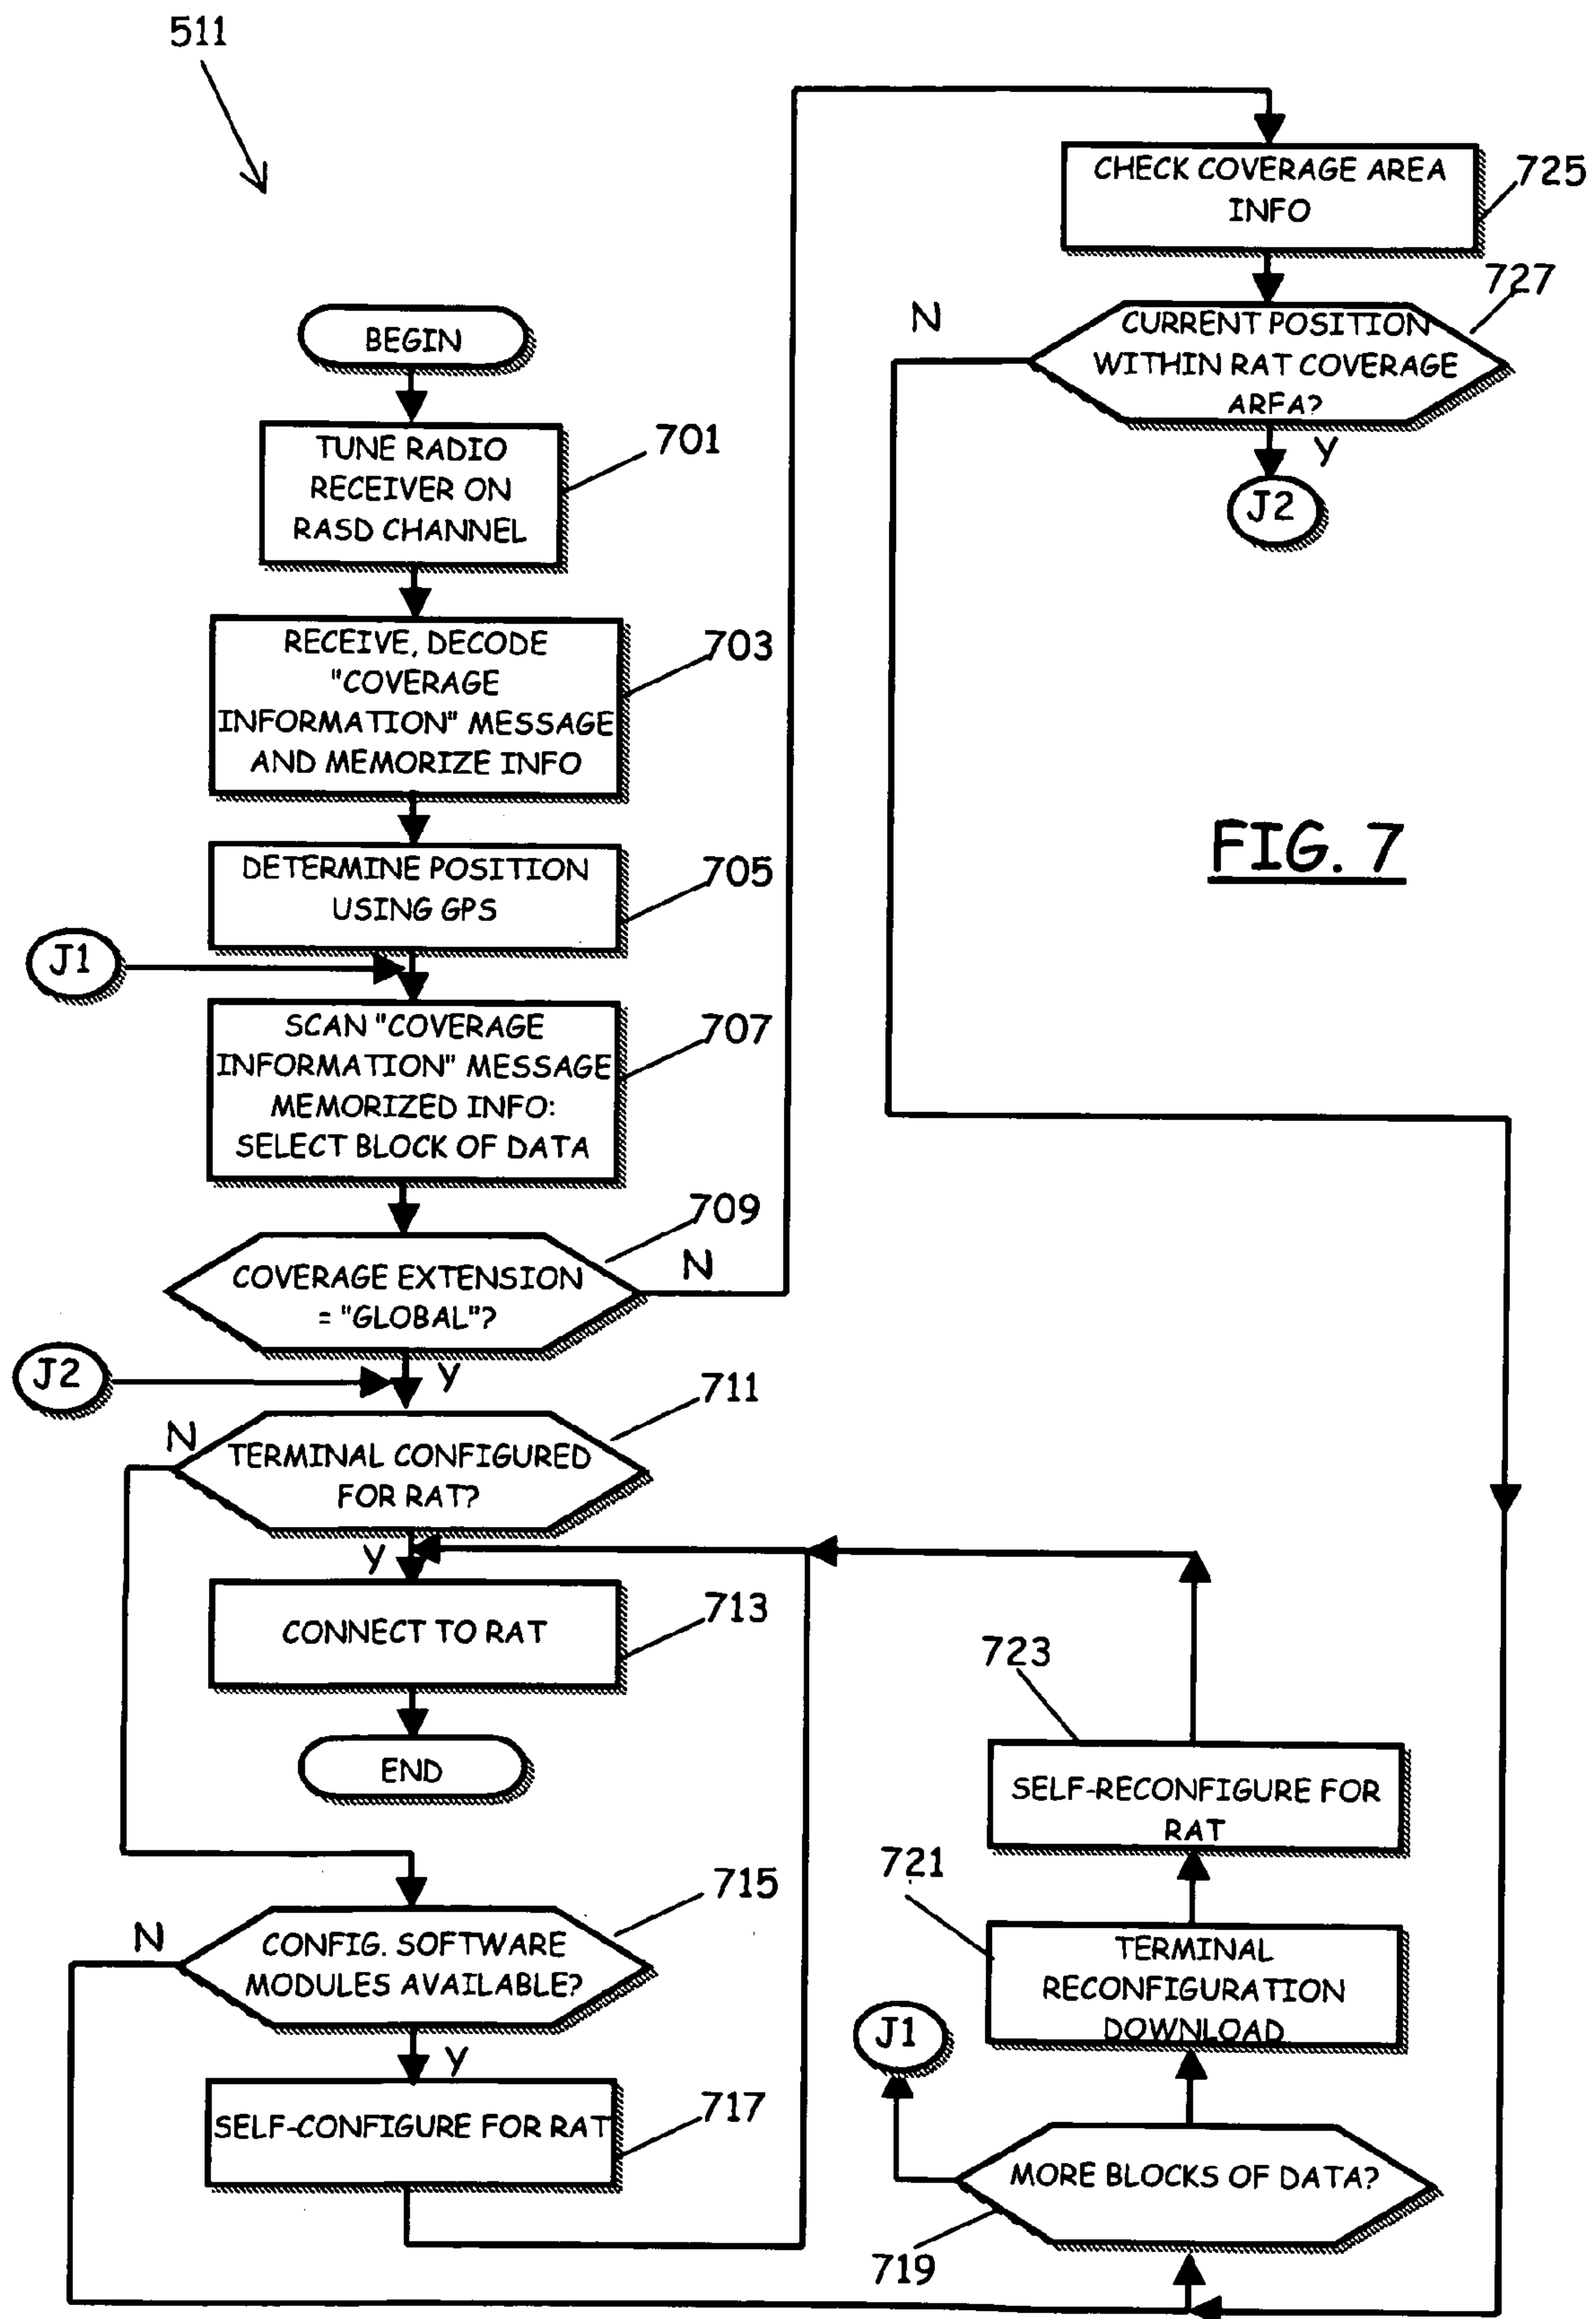 511
BEGIN
TUNE RADIO
RECEIVER ON
RASD CHANNEL
701
RECEIVE, DECODE
"COVERAGE
INFORMATION" MESSAGE
AND MEMORIZE INFO
703
DETERMINE POSITION
USING GPS
705
J1
SCAN "COVERAGE
INFORMATION" MESSAGE
MEMORIZED INFO:
SELECT BLOCK OF DATA
707
709
COVERAGE EXTENSION
= "GLOBAL"?
N
Y
J2
711
N
TERMINAL CONFIGURED
FOR RAT?
Y
CONNECT TO RAT
713
END
715
N
CONFIG. SOFTWARE
MODULES AVAILABLE?
Y
SELF-CONFIGURE FOR RAT
717
CHECK COVERAGE AREA
INFO
725
727
N
CURRENT POSITION
WITHIN RAT COVERAGE
ARFA?
Y
J2
FIG. 7
723
SELF-RECONFIGURE FOR
RAT
721
TERMINAL
RECONFIGURATION
DOWNLOAD
J1
MORE BLOCKS OF DATA?
719